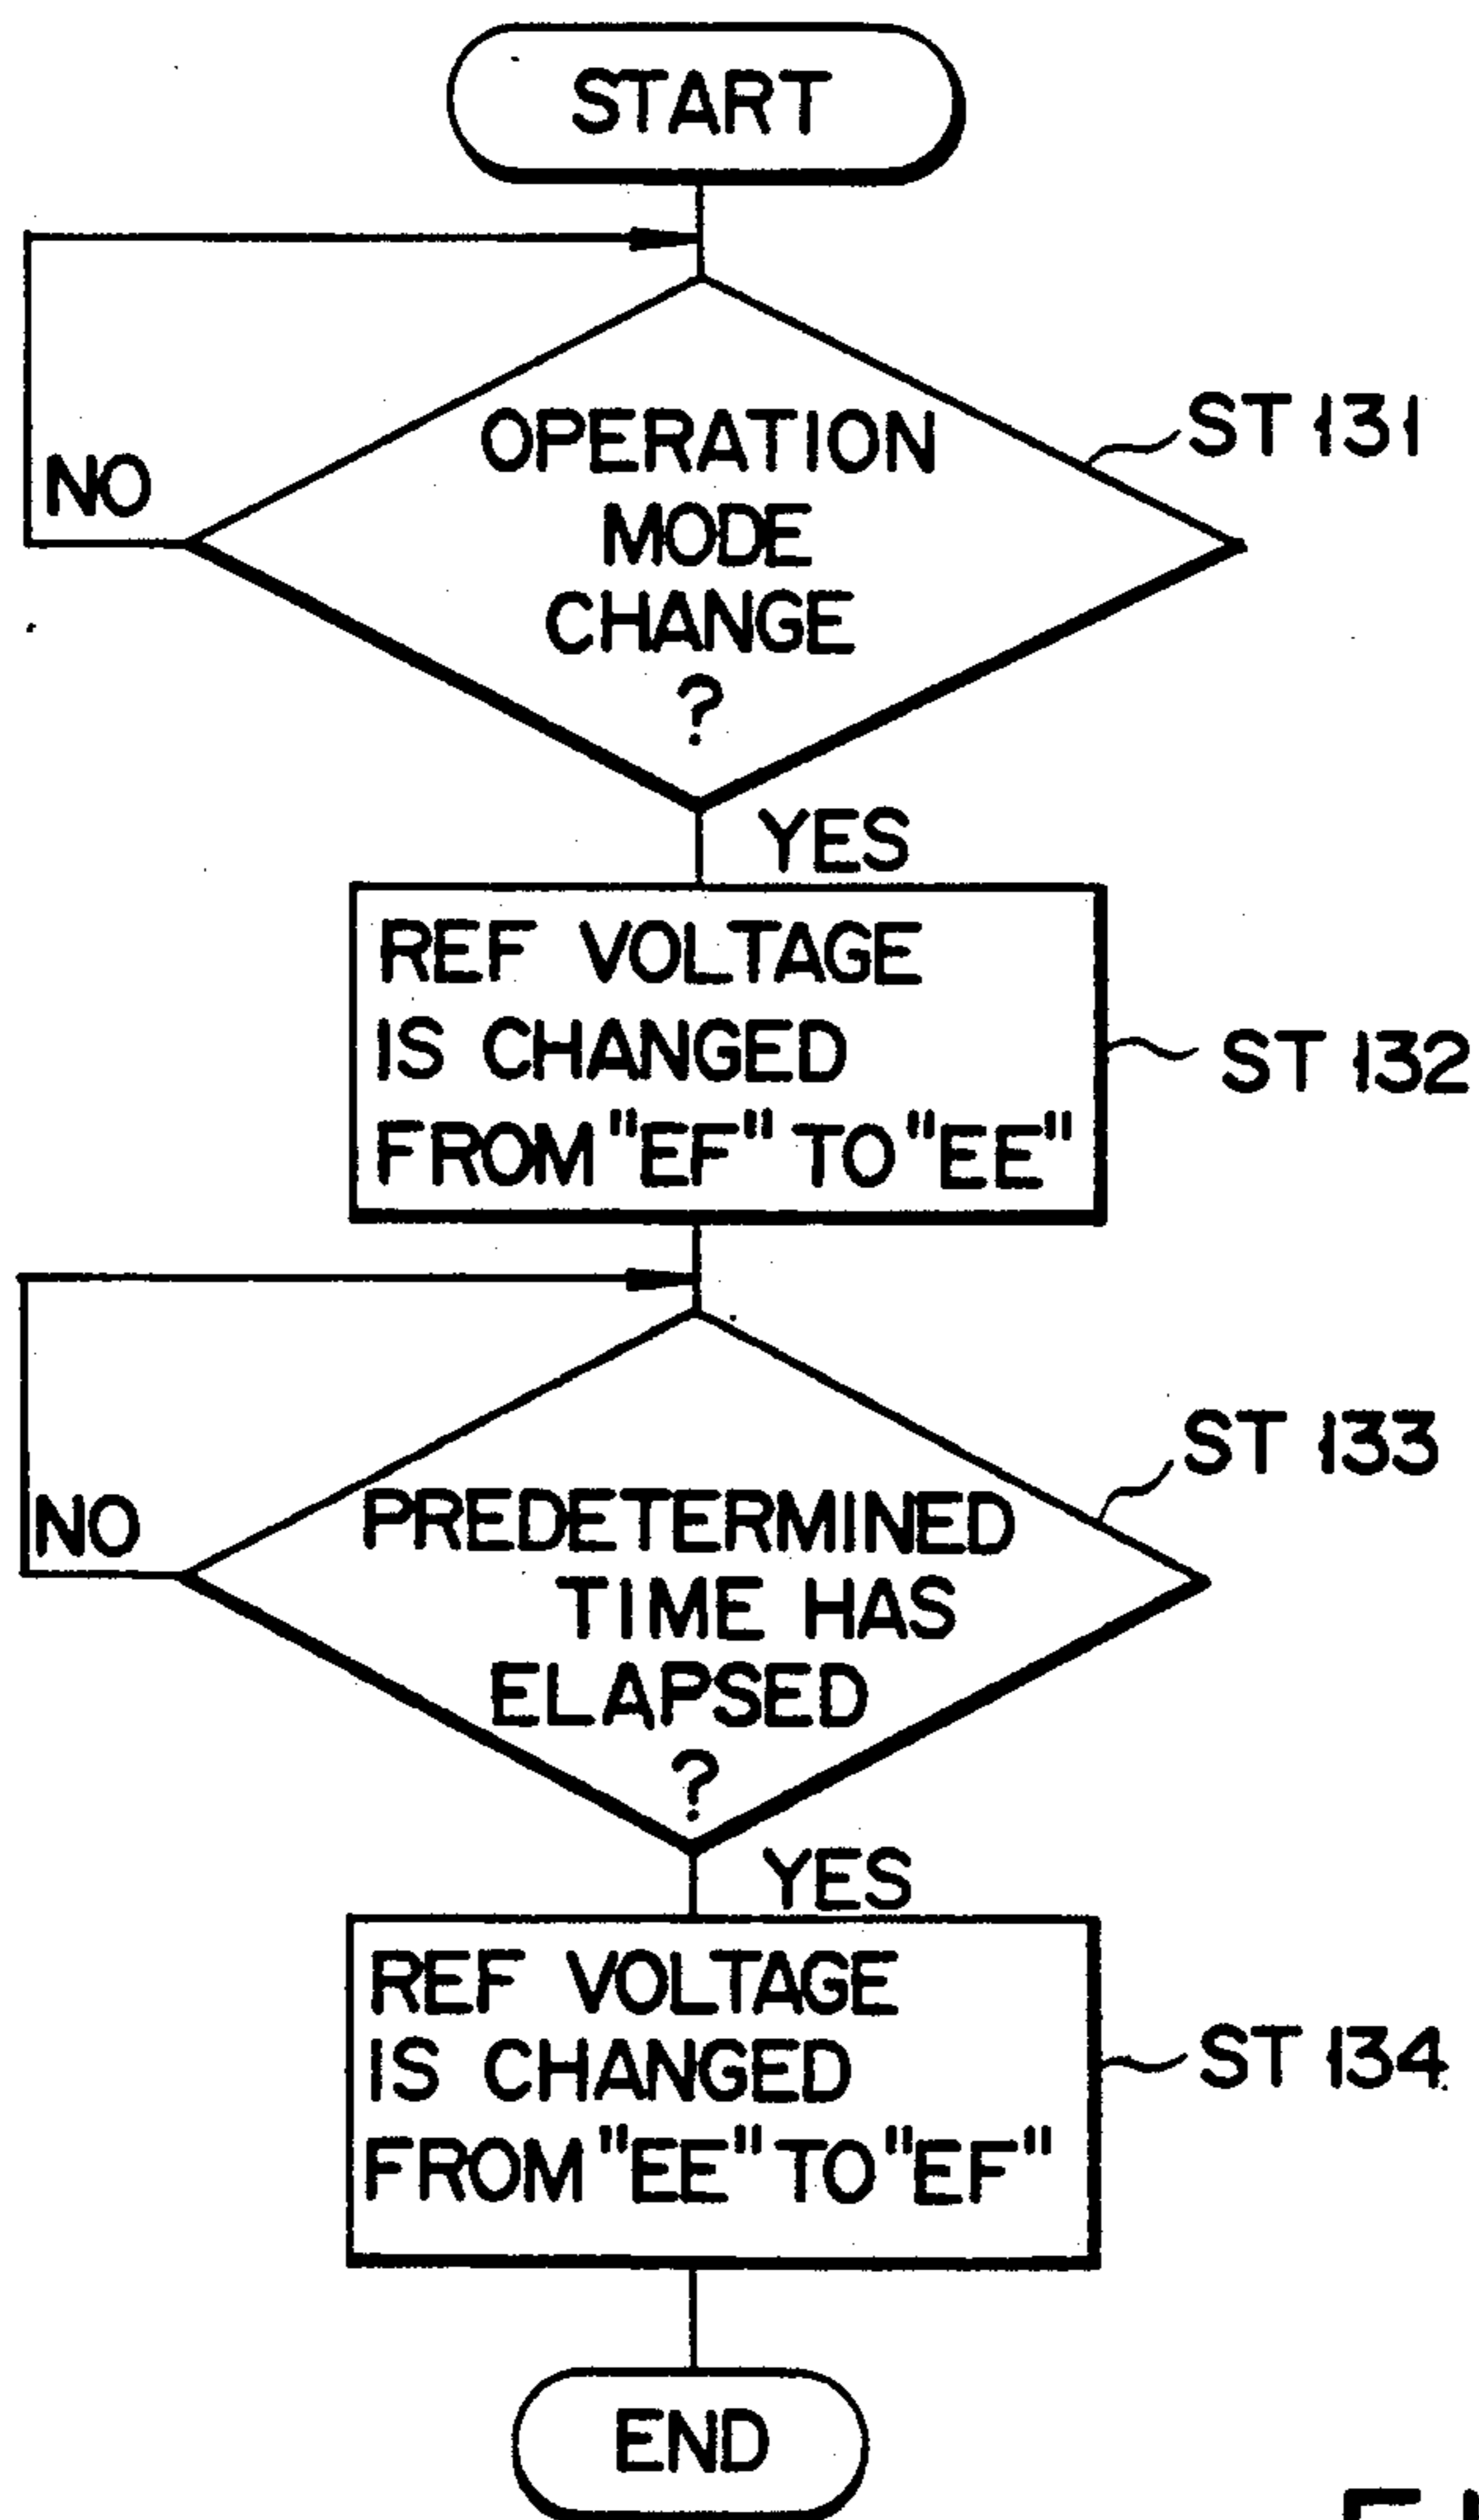 START
OPERATION
MODE
CHANGE
?
ST 131
NO
YES
REF VOLTAGE
IS CHANGED
FROM "EF" TO "EE"
ST 132
PREDETERMINED
TIME HAS
ELAPSED
?
ST 133
NO
YES
REF VOLTAGE
IS CHANGED
FROM "EE" TO "EF"
ST 134
END